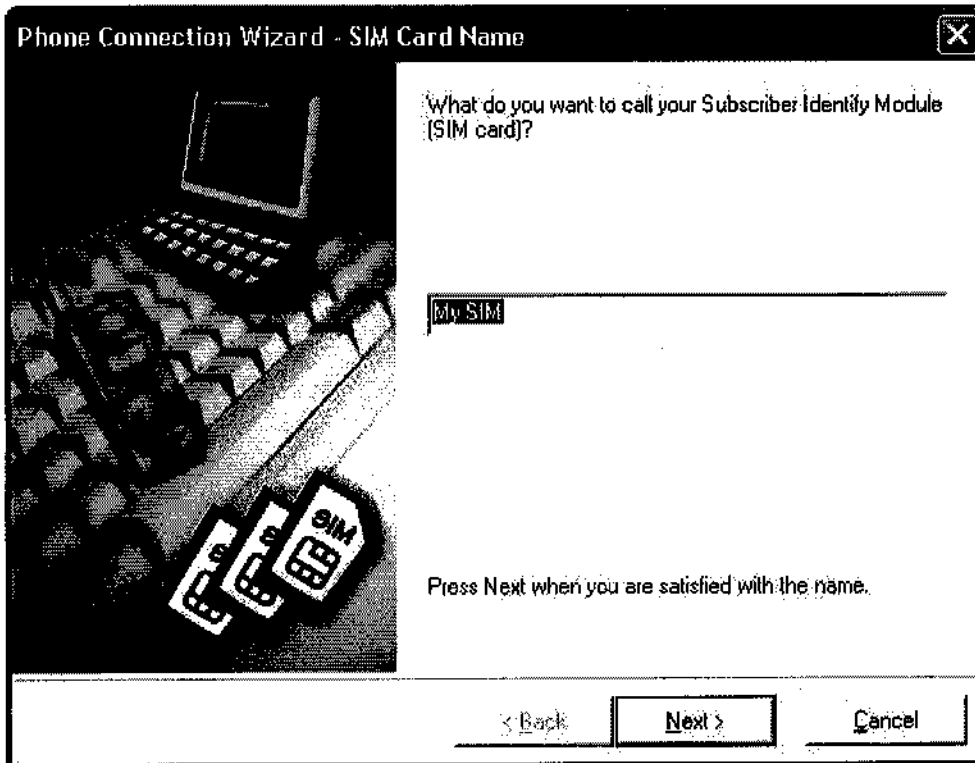 Phone Connection Wizard - SIM Card Name
What do you want to call your Subscriber Identify Module
(SIM card)?
My SIM
SIM
Press Next when you are satisfied with the name.
< Back
Next >
Cancel